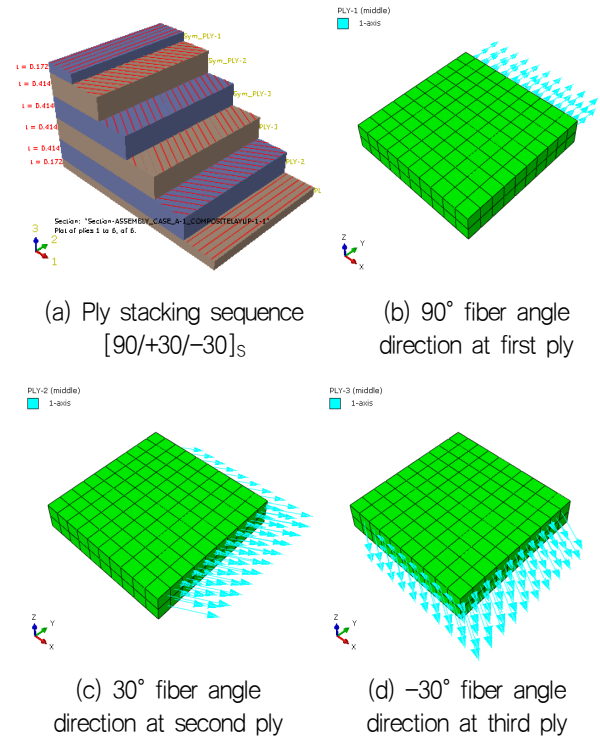 Sym_PLY-1
Sym_PLY-2
Sym_PLY-3
PLY-3
PLY-2
PL
t = 0.172
t = 0.414
t = 0.414
t = 0.414
t = 0.414
t = 0.172
Section: "Section-ASSEMBLY_CASE_A-1_COMPOSITELAYUP-1-1"
Plot of plies 1 to 6, of 6.
3
2
1
(a) Ply stacking sequence
[90/+30/−30]S
PLY-1 (middle)
1-axis
Z
Y
X
(b) 90° fiber angle
direction at first ply
PLY-2 (middle)
1-axis
Z
Y
X
(c) 30° fiber angle
direction at second ply
PLY-3 (middle)
1-axis
Z
Y
X
(d) −30° fiber angle
direction at third ply